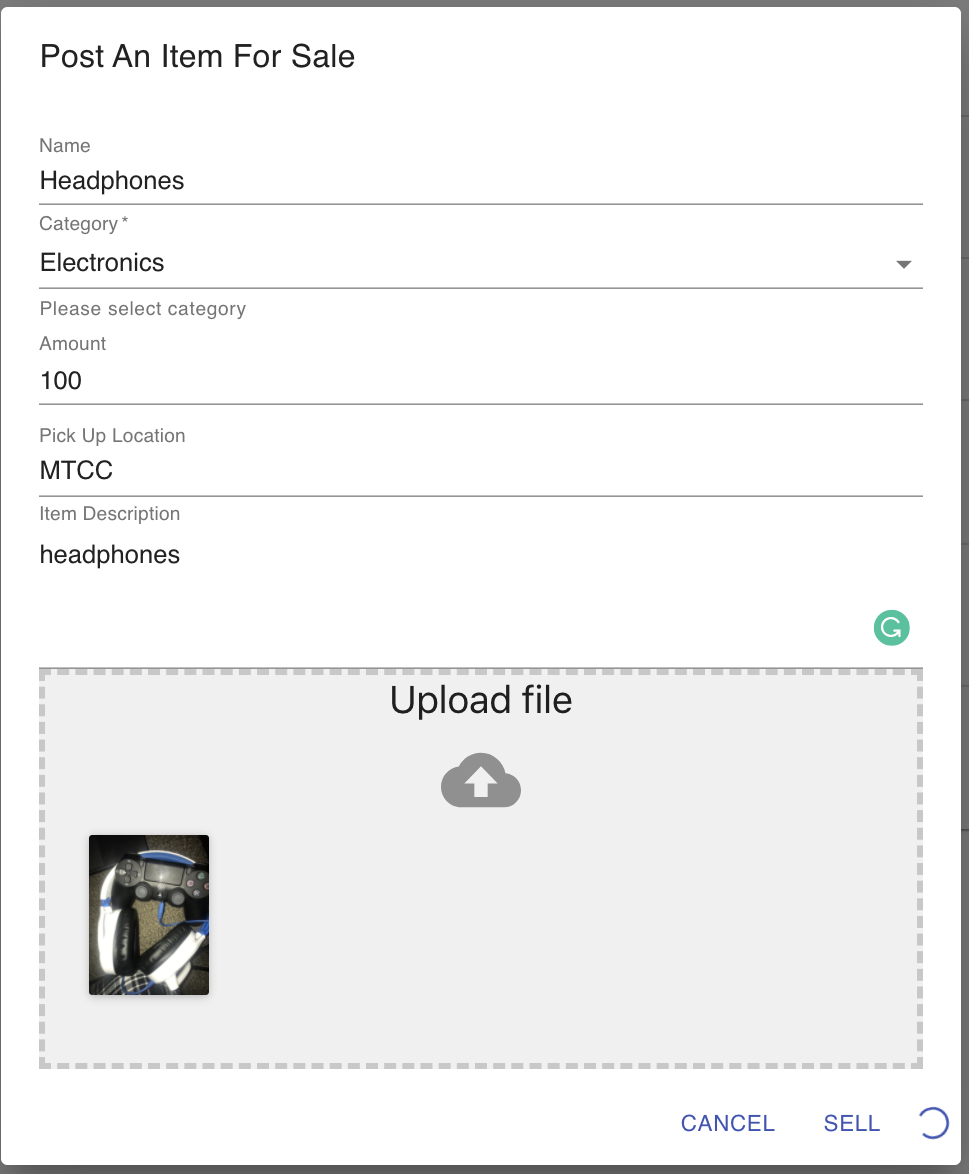 Post An Item For Sale
Name
Headphones
Category *
Electronics
Please select category
Amount
100
Pick Up Location
MTCC
Item Description
headphones
Upload file
CANCEL SELL